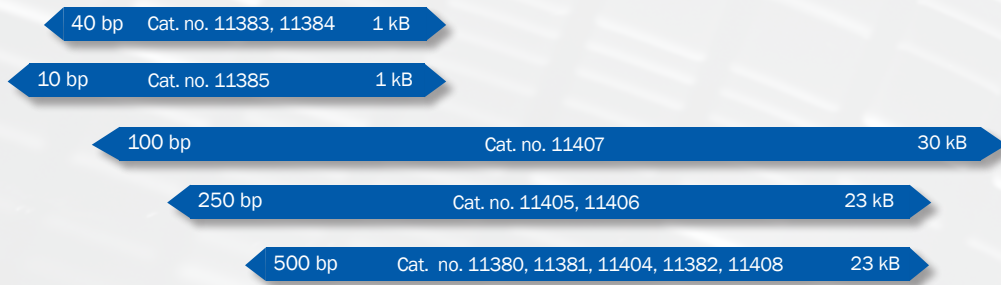 40 bp Cat. no. 11383, 11384 1 kB
10 bp Cat. no. 11385 1 kB
100 bp Cat. no. 11407 30 kB
250 bp Cat. no. 11405, 11406 23 kB
500 bp Cat. no. 11380, 11381, 11404, 11382, 11408 23 kB